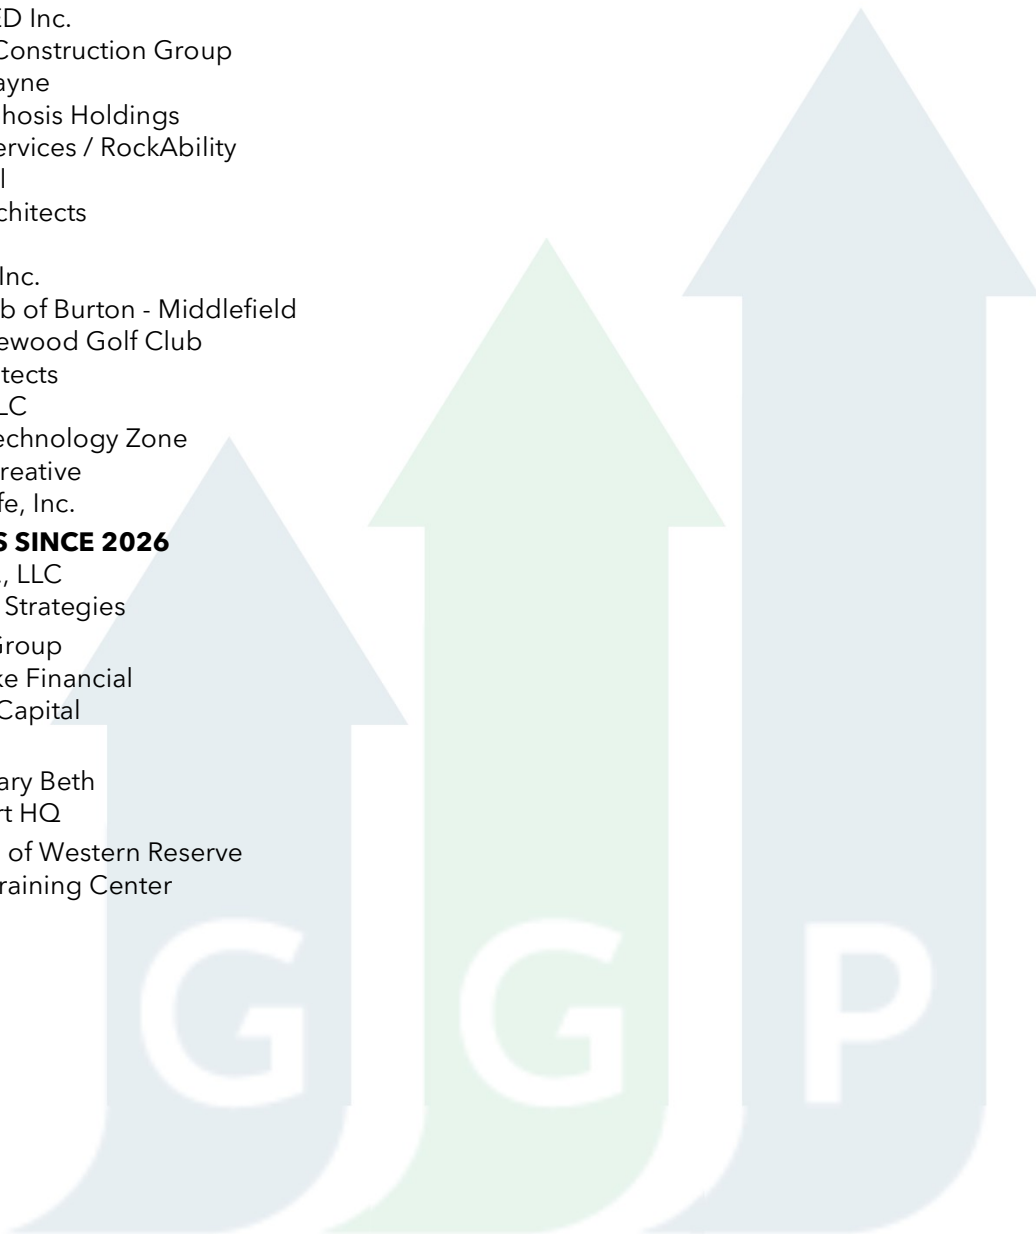 ED Inc.
Construction Group
ayne
hosis Holdings
ervices / RockAbility
l
chitects
Inc.
b of Burton - Middlefield
ewood Golf Club
tects
LC
echnology Zone
reative
fe, Inc.
S SINCE 2026
., LLC
Strategies
Group
ke Financial
Capital
ary Beth
rt HQ
of Western Reserve
raining Center
G G P